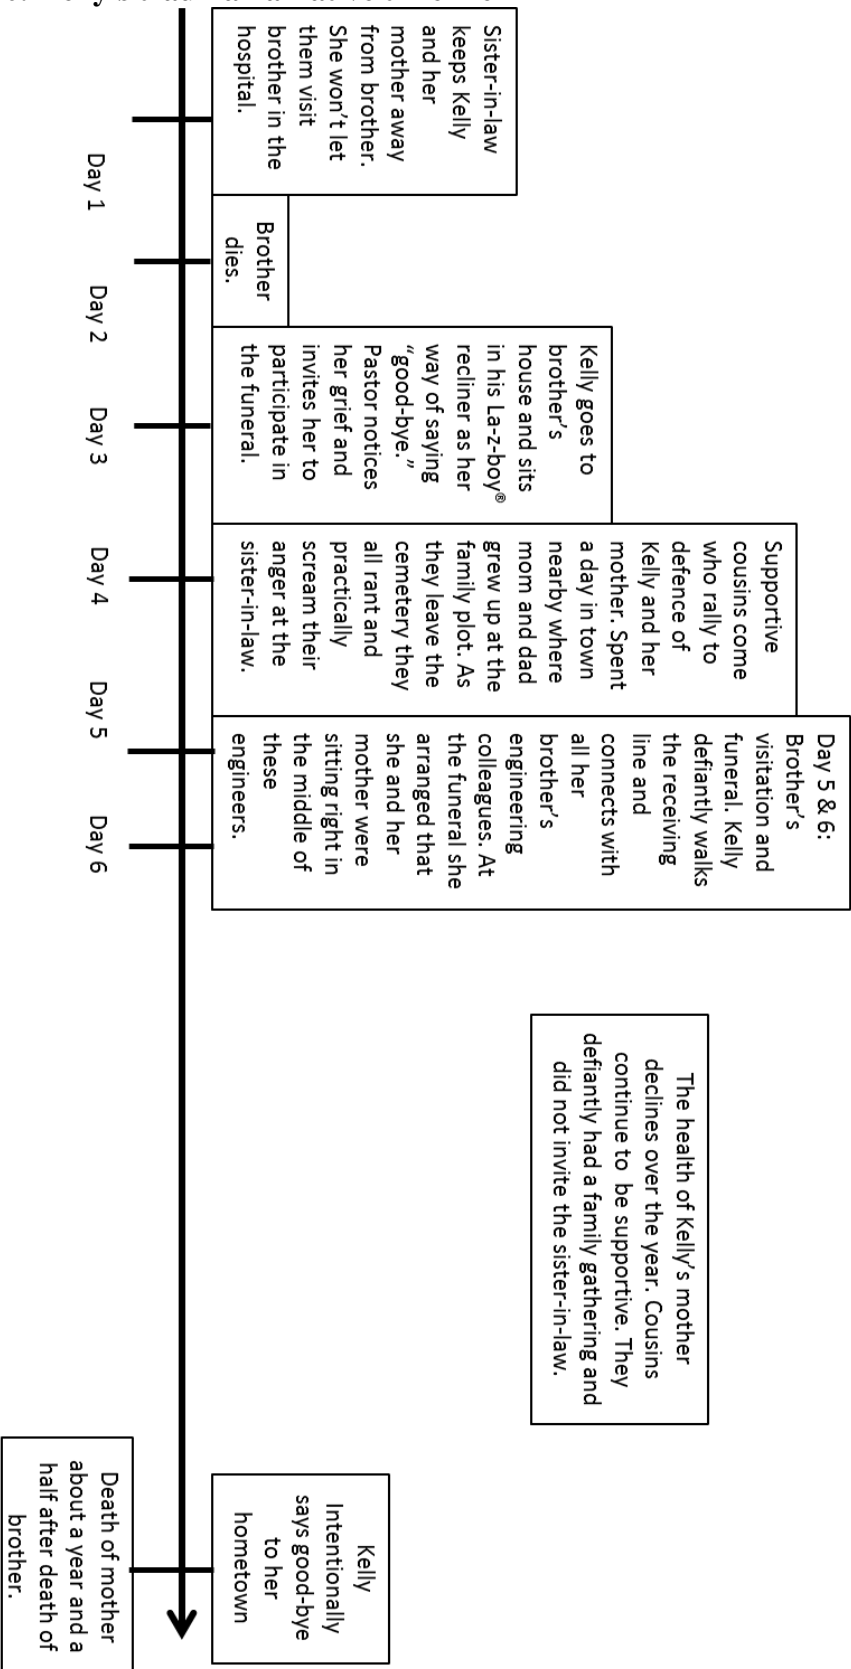 Sister-in-law
keeps Kelly
and her
mother away
from brother.
She won't let
them visit
brother in the
hospital.
Brother
dies.
Kelly goes to
brother's
house and sits
in his La-z-boy®
recliner as her
way of saying
"good-bye."
Pastor notices
her grief and
invites her to
participate in
the funeral.
Supportive
cousins come
who rally to
defence of
Kelly and her
mother. Spent
a day in town
nearby where
mom and dad
grew up at the
family plot. As
they leave the
cemetery they
all rant and
practically
scream their
anger at the
sister-in-law.
Day 5 & 6:
Brother's
visitation and
funeral. Kelly
defiantly walks
the receiving
line and
connects with
all her
brother's
engineering
colleagues. At
the funeral she
arranged that
she and her
mother were
sitting right in
the middle of
these
engineers.
The health of Kelly's mother
declines over the year. Cousins
continue to  be supportive. They
defiantly had a family gathering and
did not invite the sister-in-law.
Kelly
Intentionally
says good-bye
to her
hometown
Day 1
Day 2
Day 3
Day 4
Day 5
Day 6
Death of mother
about a year and a
half after death of
brother.